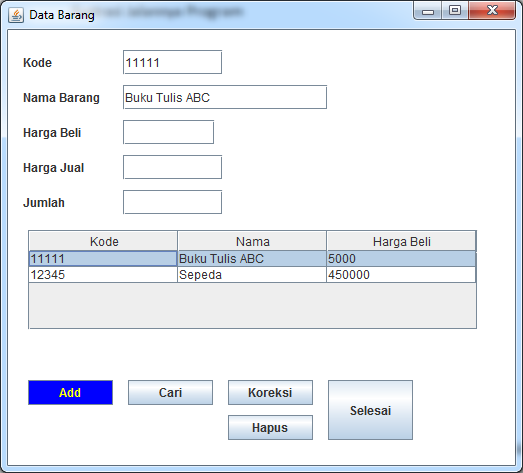 Data Barang
Kode 11111
Nama Barang Buku Tulis ABC
Harga Beli
Harga Jual
Jumlah
Kode Nama Harga Beli
11111 Buku Tulis ABC 5000
12345 Sepeda 450000
Add Cari Koreksi Selesai
Hapus